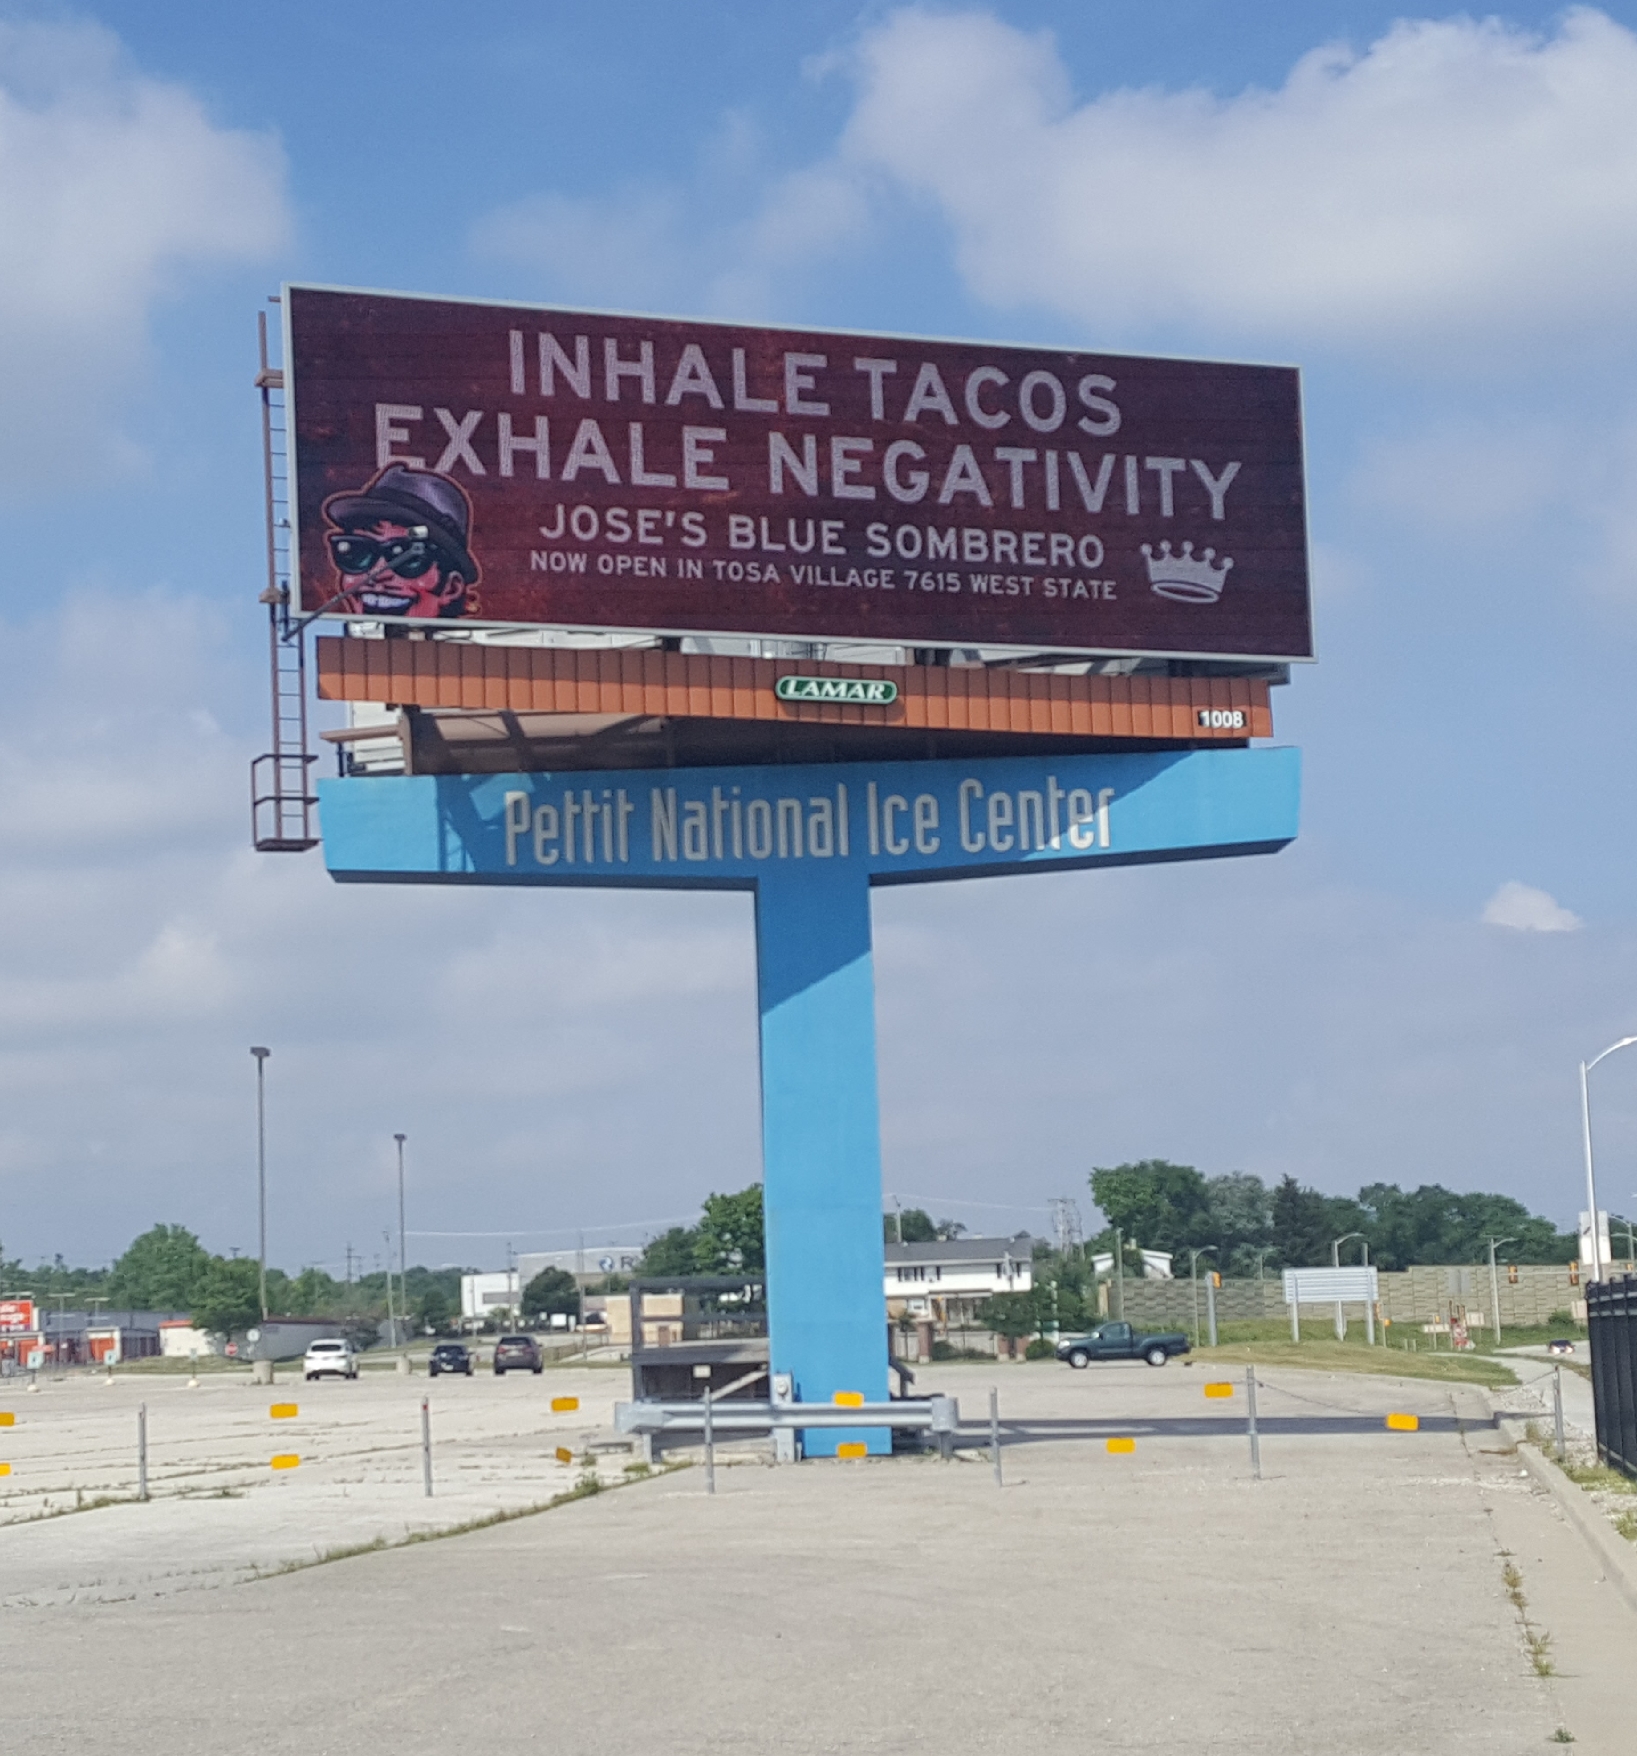 INHALE TACOS
EXHALE NEGATIVITY
JOSE'S BLUE SOMBRERO
NOW OPEN IN TOSA VILLAGE 7615 WEST STATE
LAMAR
1008
Pettit National Ice Center